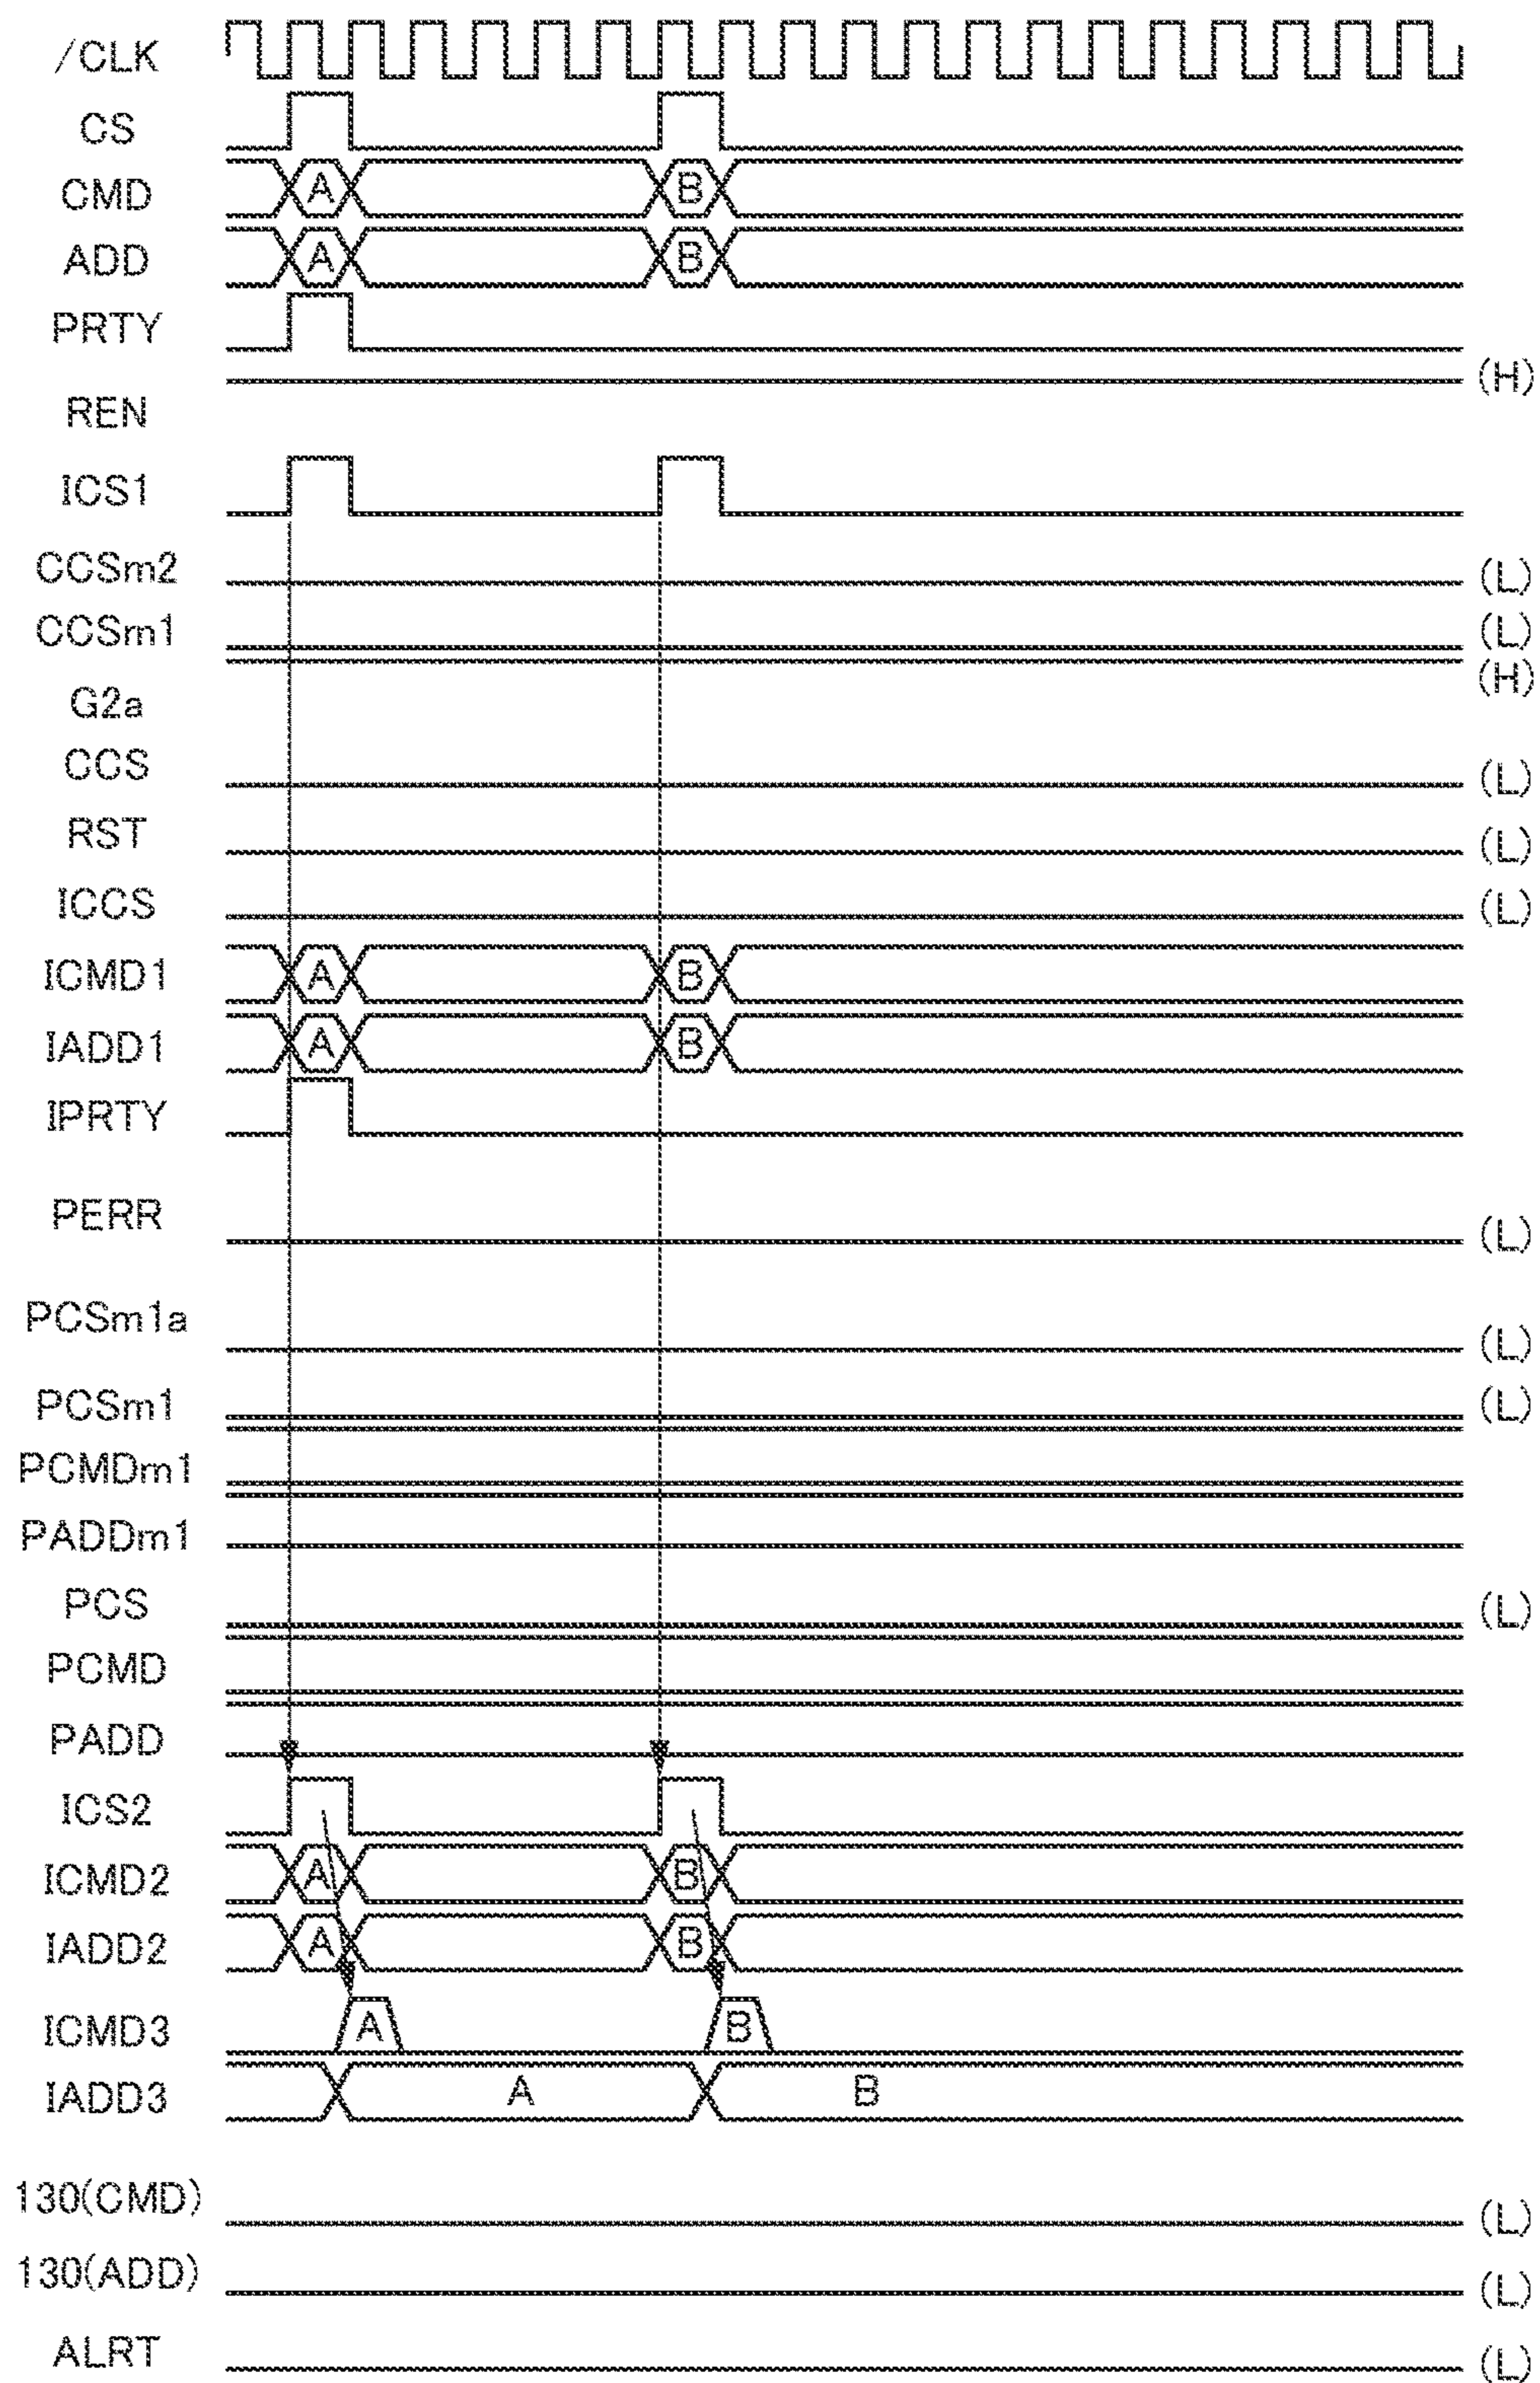 /CLK
CS
CMD A B
ADD A B
PRTY
REN (H)
ICS1
CCSm2 (L)
CCSm1 (L)
G2a (H)
CCS (L)
RST (L)
ICCS (L)
ICMD1 A B
IADD1 A B
IPRTY
PERR (L)
PCSm1a (L)
PCSm1 (L)
PCMDm1
PADDm1
PCS (L)
PCMD
PADD
ICS2
ICMD2 A B
IADD2 A B
ICMD3 A B
IADD3 A B
130(CMD) (L)
130(ADD) (L)
ALRT (L)